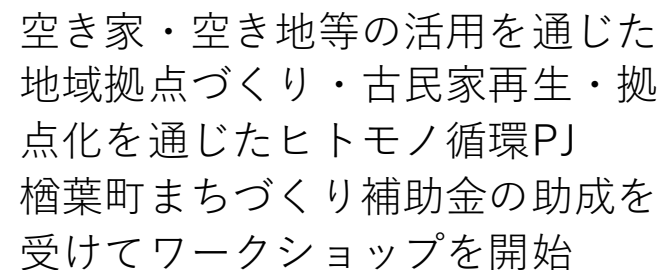 空き家・空き地等の活用を通じた
地域拠点づくり・古民家再生・拠
点化を通じたヒトモノ循環PJ
楢葉町まちづくり補助金の助成を
受けてワークショップを開始